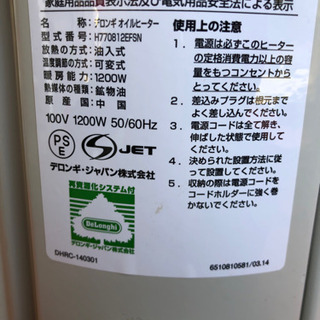 家庭用品品質表示法及び電気用品安全法による表示
名称：デロンギ オイルヒーター
型式番号：H770812EFSN
放熱の方式：油入式
温度調節の方式：可変式
暖房能力：1200W
熱媒体の種類：鉱物油
原産国：中国
100V 1200W 50/60Hz
PSE
S JET
デロンギ・ジャパン株式会社
再資源化システム付
DeLonghi
デロンギ・ジャパン株式会社
DHRC-140301
使用上の注意
1. 電源は必ずこのヒーター
の定格消費電力以上の容
量をもつコンセントから
とってください。
2. 差込みプラグは根元まで
よく差し込んでください。
3. 電源コードは全て解き、
伸ばした状態で使用して
ください。
4. 決められた設置方法に従
って設置してください。
5. 収納の際は電源コードを
コードホルダーに強く巻
かないでください。
6510810581/03.14